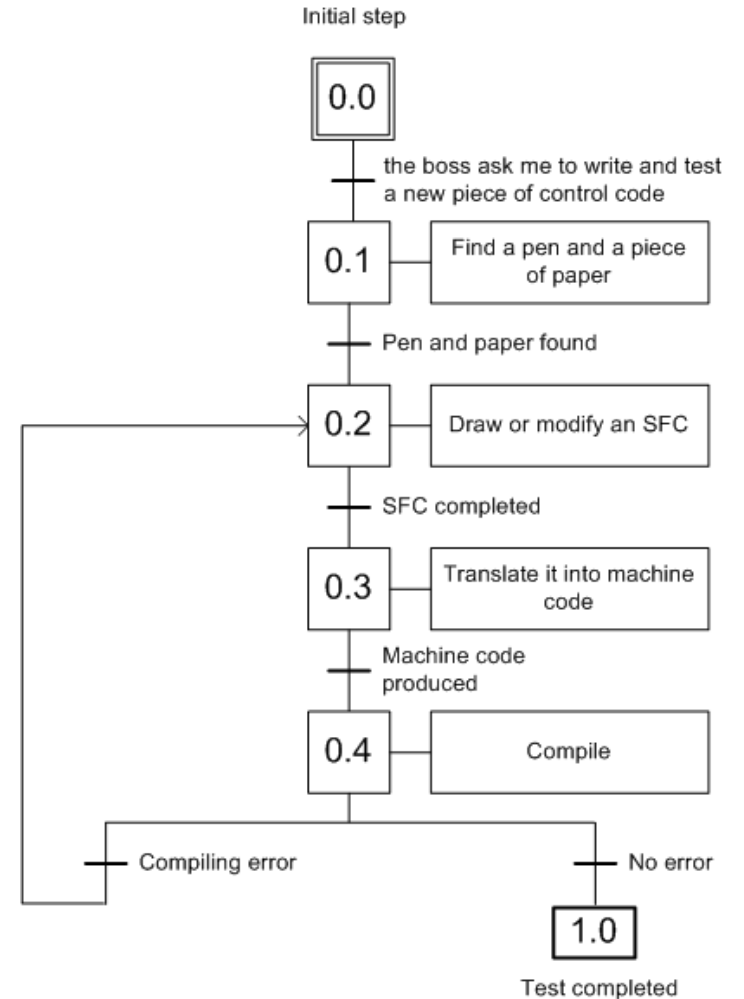 Initial step
0.0
the boss ask me to write and test
a new piece of control code
0.1
Find a pen and a piece
of paper
Pen and paper found
0.2
Draw or modify an SFC
SFC completed
0.3
Translate it into machine
code
Machine code
produced
0.4
Compile
Compiling error
No error
1.0
Test completed